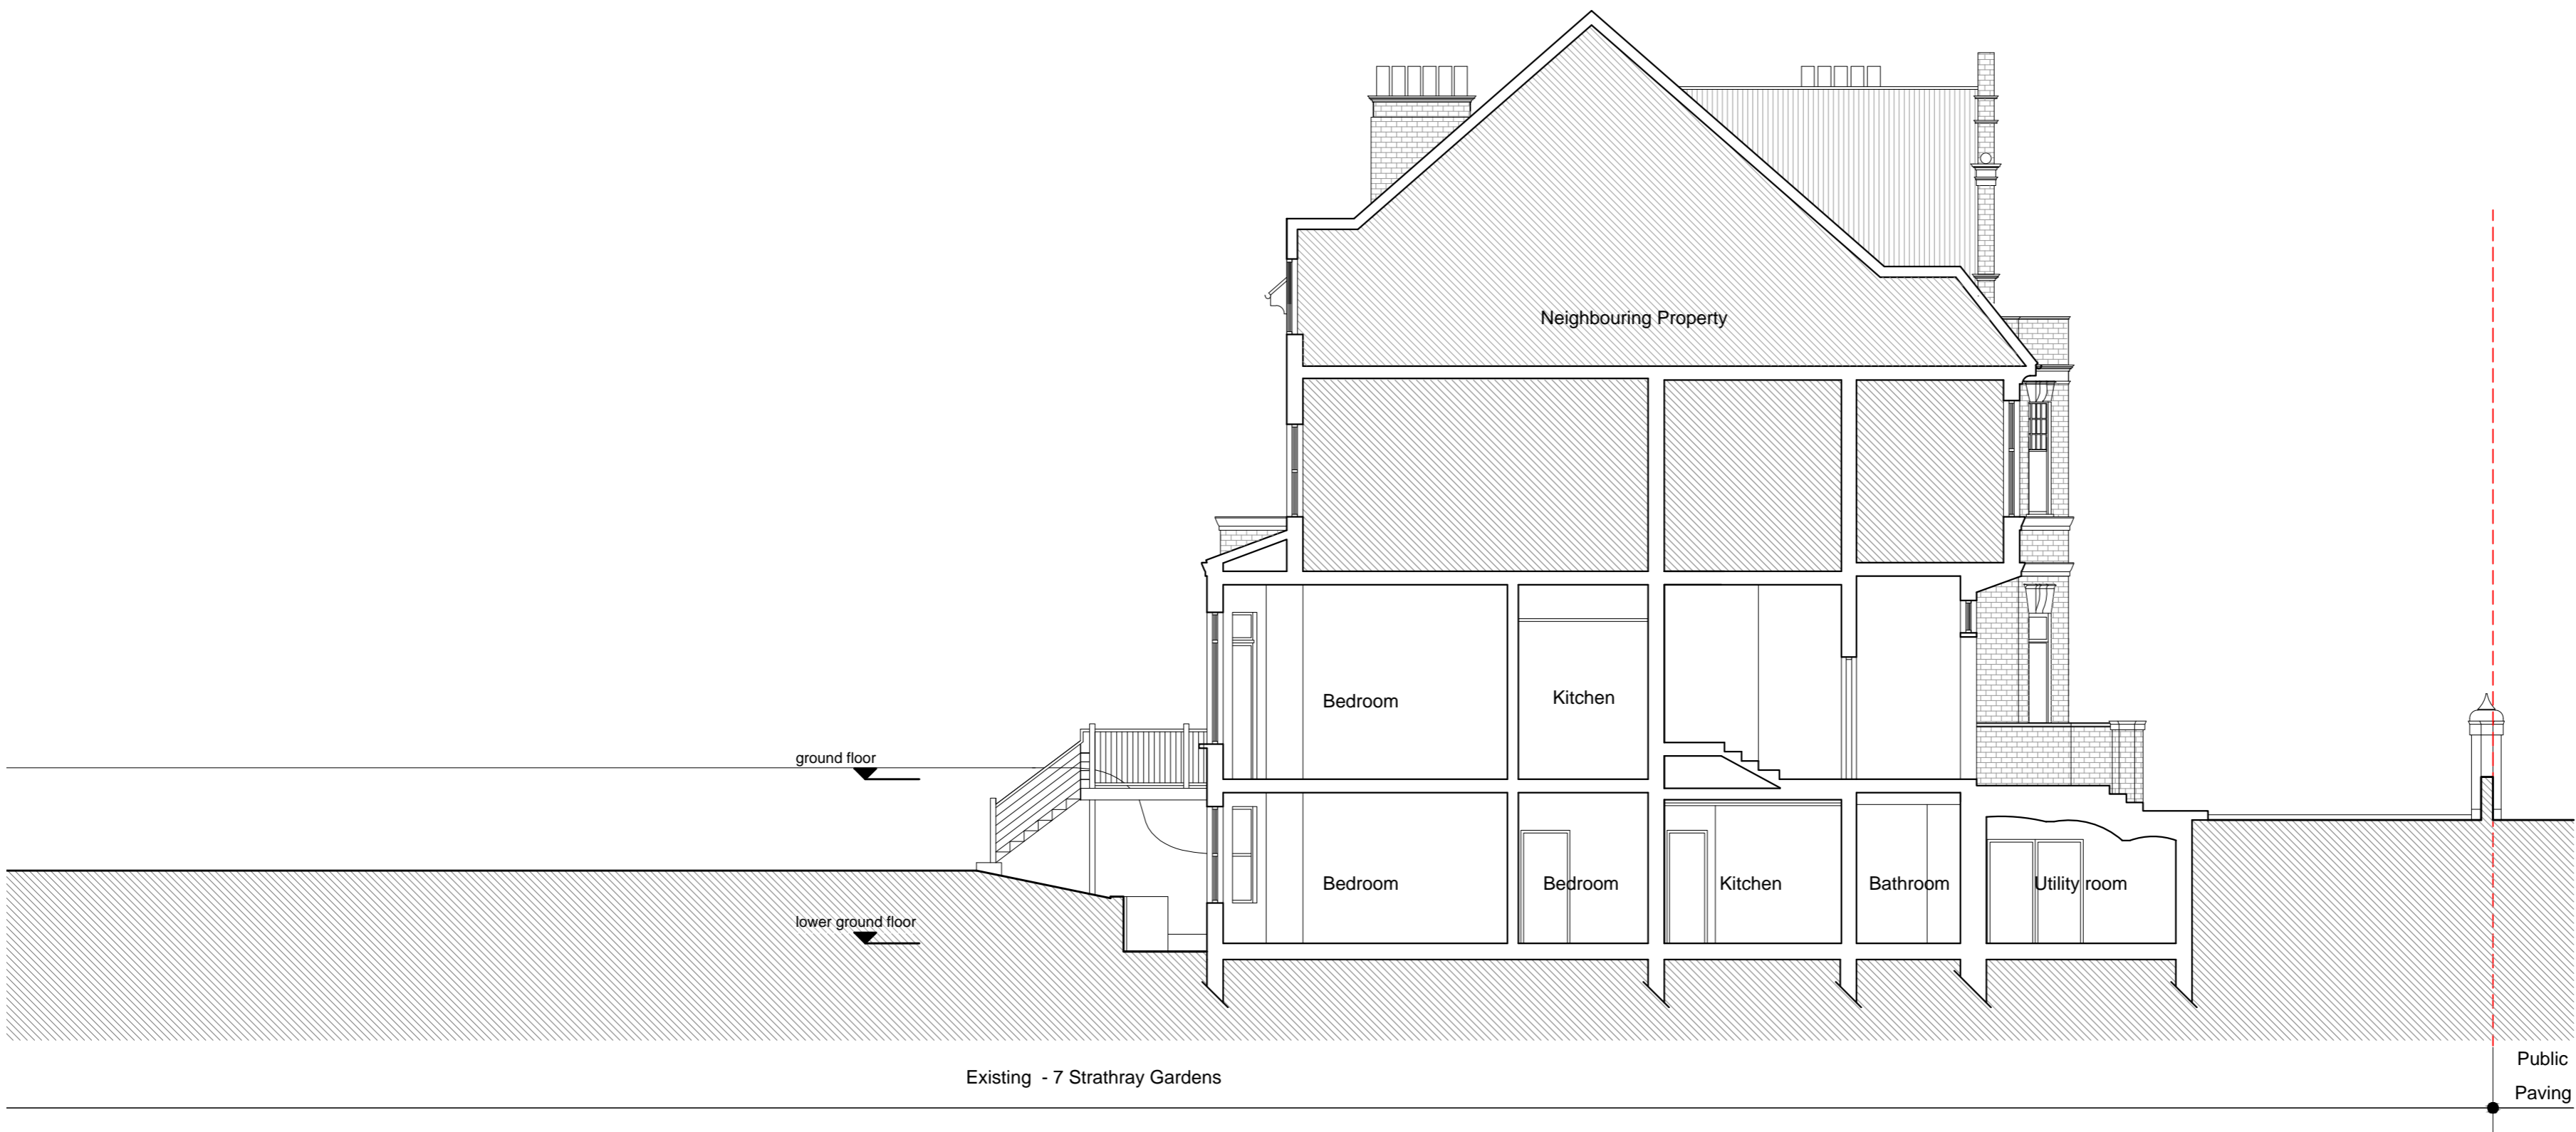 Neighbouring Property
Bedroom
Kitchen
ground floor
Bedroom
Bedroom
Kitchen
Bathroom
Utility room
lower ground floor
Existing - 7 Strathray Gardens
Public
Paving